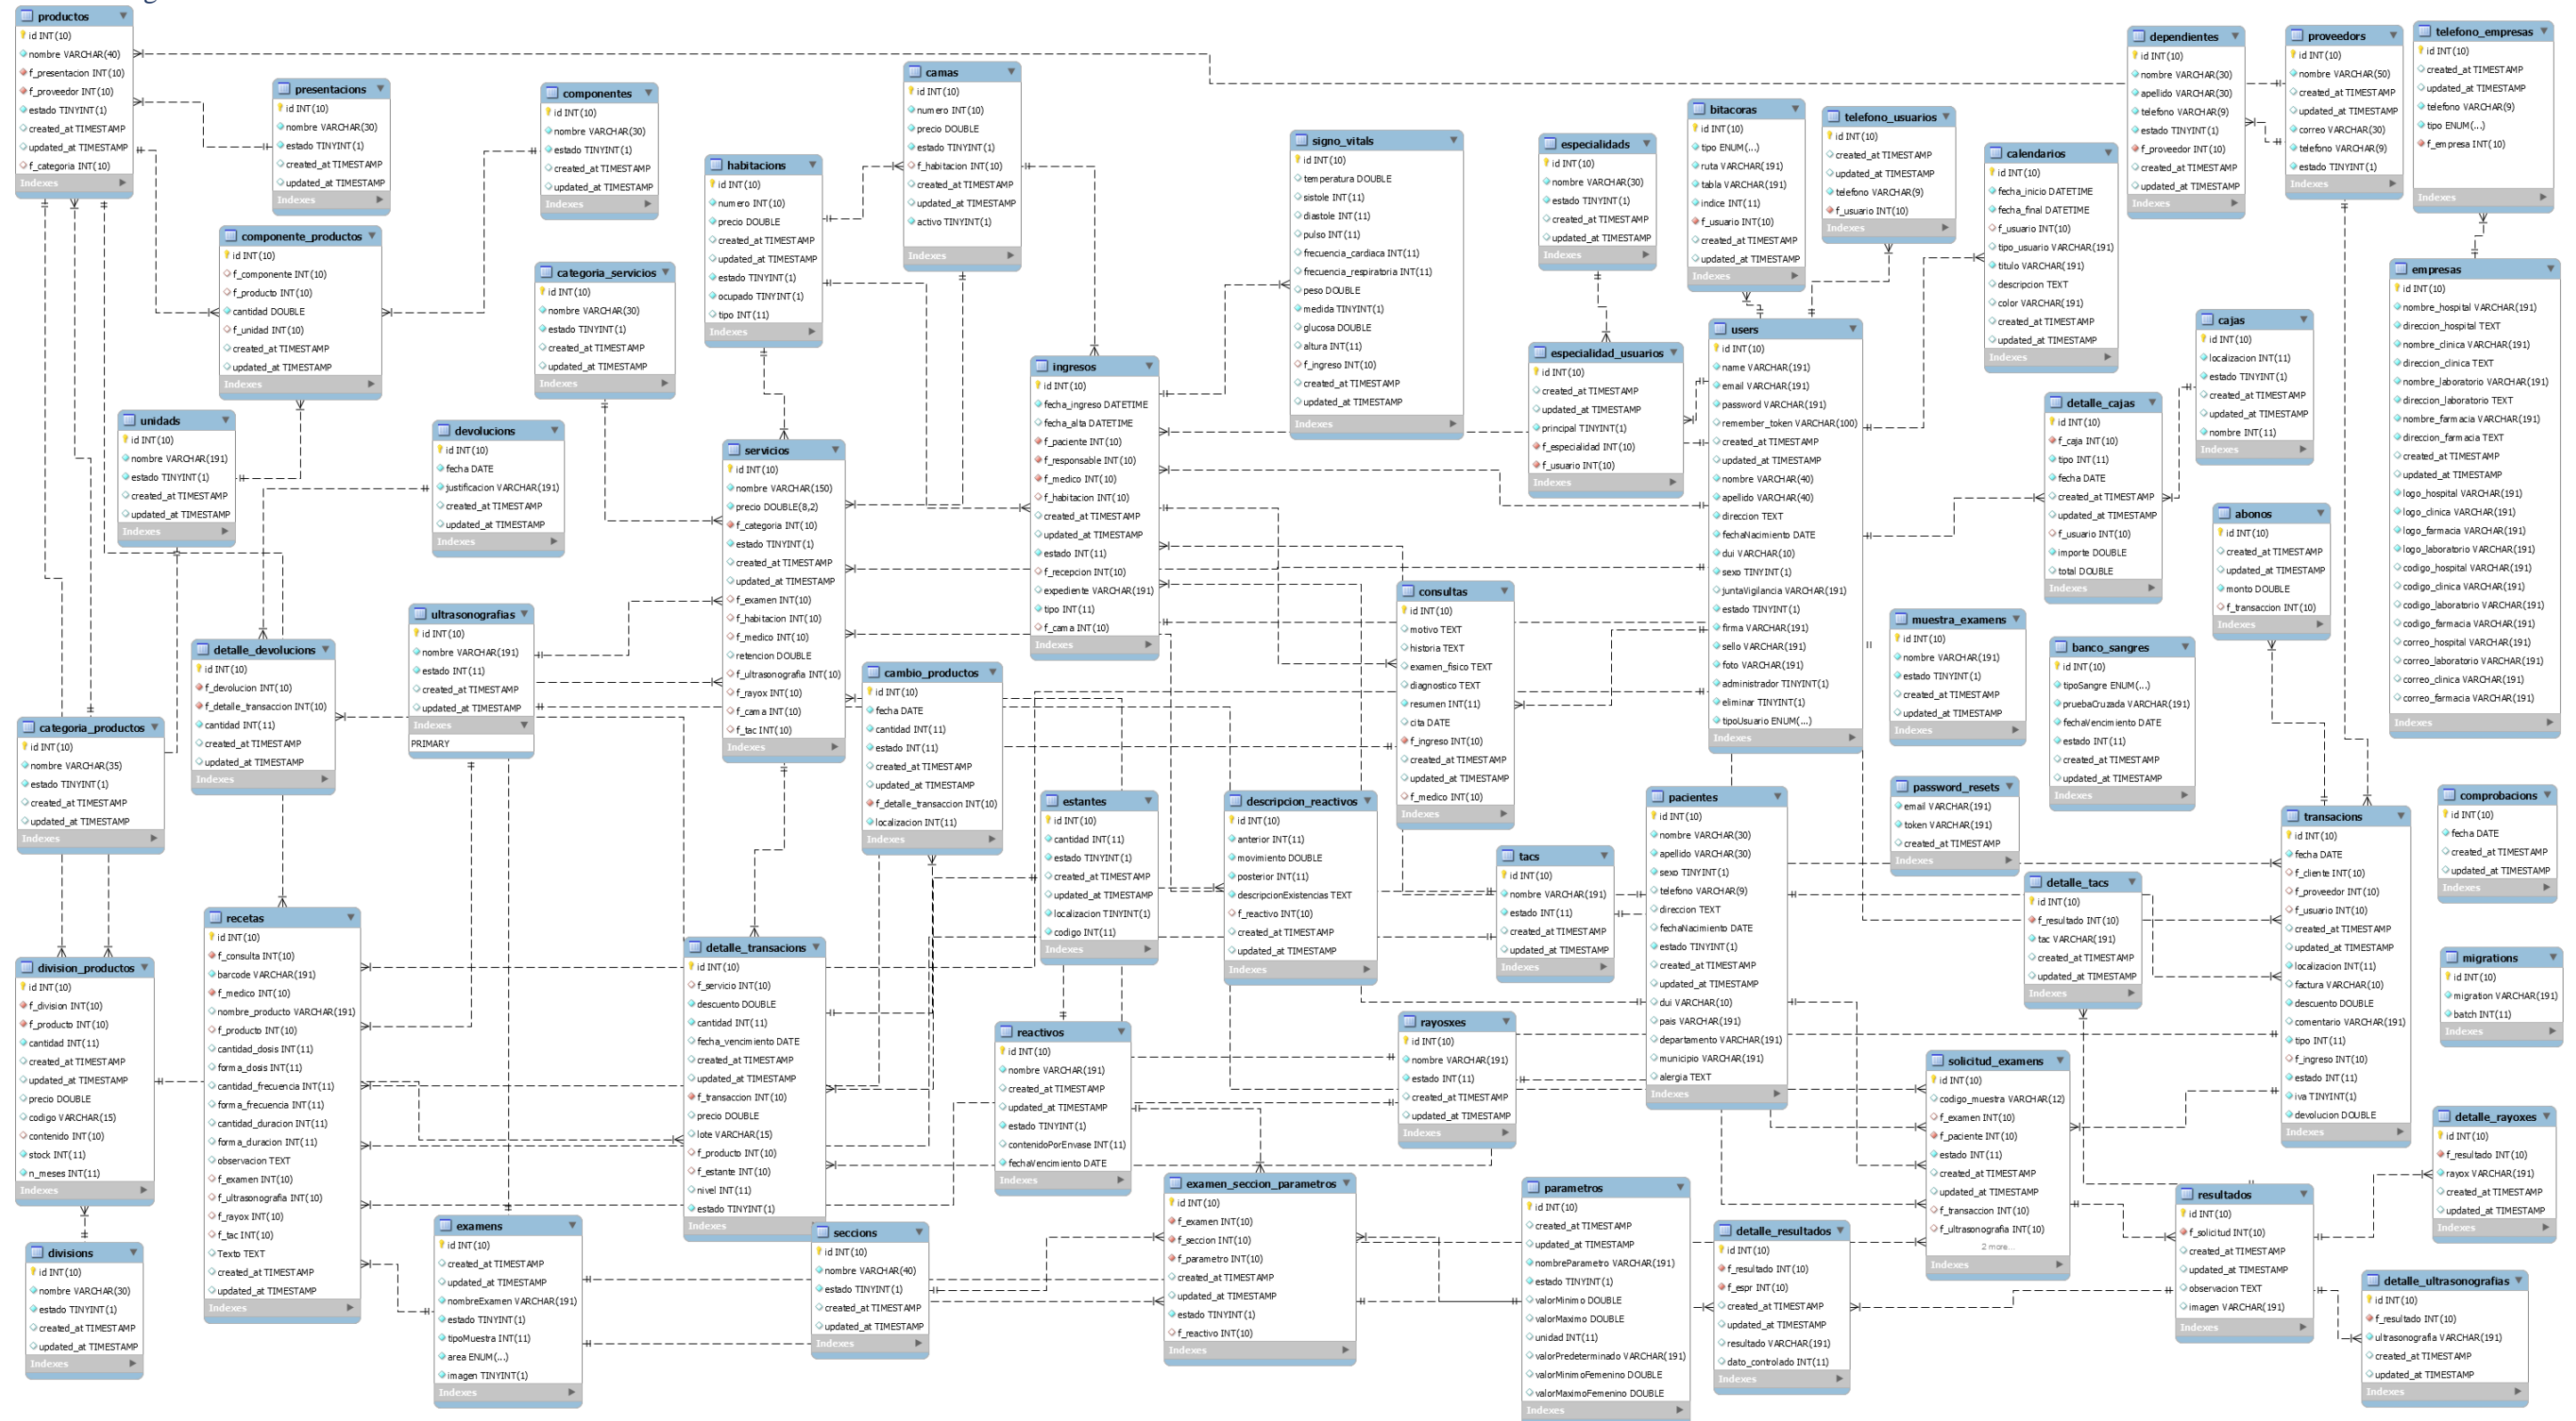 productos
id INT(10)
nombre VARCHAR(40)
f_presentacion INT(10)
f_proveedor INT(10)
estado TINYINT(1)
created_at TIMESTAMP
updated_at TIMESTAMP
f_categoria INT(10)
Indexes
presentacions
id INT(10)
nombre VARCHAR(30)
estado TINYINT(1)
created_at TIMESTAMP
updated_at TIMESTAMP
Indexes
componentes
id INT(10)
nombre VARCHAR(30)
estado TINYINT(1)
created_at TIMESTAMP
updated_at TIMESTAMP
Indexes
camas
id INT(10)
numero INT(10)
precio DOUBLE
estado TINYINT(1)
f_habitacion INT(10)
created_at TIMESTAMP
updated_at TIMESTAMP
activo TINYINT(1)
Indexes
habitacions
id INT(10)
numero INT(10)
precio DOUBLE
created_at TIMESTAMP
updated_at TIMESTAMP
estado TINYINT(1)
ocupado TINYINT(1)
tipo INT(11)
Indexes
signo_vitals
id INT(10)
temperatura DOUBLE
sistole INT(11)
diastole INT(11)
pulso INT(11)
frecuencia_cardiaca INT(11)
frecuencia_respiratoria INT(11)
peso DOUBLE
medida TINYINT(1)
glucosa DOUBLE
altura INT(11)
f_ingreso INT(10)
created_at TIMESTAMP
updated_at TIMESTAMP
Indexes
especialidads
id INT(10)
nombre VARCHAR(30)
estado TINYINT(1)
created_at TIMESTAMP
updated_at TIMESTAMP
Indexes
bitacoras
id INT(10)
tipo ENUM(...)
ruta VARCHAR(191)
tabla VARCHAR(191)
indice INT(11)
f_usuario INT(10)
created_at TIMESTAMP
updated_at TIMESTAMP
Indexes
telefono_usuarios
id INT(10)
created_at TIMESTAMP
updated_at TIMESTAMP
telefono VARCHAR(9)
f_usuario INT(10)
Indexes
calendarios
id INT(10)
fecha_inicio DATETIME
fecha_final DATETIME
f_usuario INT(10)
tipo_usuario VARCHAR(191)
titulo VARCHAR(191)
descripcion TEXT
color VARCHAR(191)
created_at TIMESTAMP
updated_at TIMESTAMP
Indexes
dependientes
id INT(10)
nombre VARCHAR(30)
apellido VARCHAR(30)
telefono VARCHAR(9)
estado TINYINT(1)
f_proveedor INT(10)
created_at TIMESTAMP
updated_at TIMESTAMP
Indexes
proveedors
id INT(10)
nombre VARCHAR(50)
created_at TIMESTAMP
updated_at TIMESTAMP
correo VARCHAR(30)
telefono VARCHAR(9)
estado TINYINT(1)
Indexes
telefono_empresas
id INT(10)
created_at TIMESTAMP
updated_at TIMESTAMP
telefono VARCHAR(9)
tipo ENUM(...)
f_empresa INT(10)
Indexes
componente_productos
id INT(10)
f_componente INT(10)
f_producto INT(10)
cantidad DOUBLE
f_unidad INT(10)
created_at TIMESTAMP
updated_at TIMESTAMP
Indexes
categoria_servicios
id INT(10)
nombre VARCHAR(30)
estado TINYINT(1)
created_at TIMESTAMP
updated_at TIMESTAMP
Indexes
ingresos
id INT(10)
fecha_ingreso DATETIME
fecha_alta DATETIME
f_paciente INT(10)
f_responsable INT(10)
f_medico INT(10)
f_habitacion INT(10)
created_at TIMESTAMP
updated_at TIMESTAMP
estado INT(11)
f_recepcion INT(10)
expediente VARCHAR(191)
tipo INT(11)
f_cama INT(10)
Indexes
especialidad_usuarios
id INT(10)
created_at TIMESTAMP
updated_at TIMESTAMP
principal TINYINT(1)
f_especialidad INT(10)
f_usuario INT(10)
Indexes
users
id INT(10)
name VARCHAR(191)
email VARCHAR(191)
password VARCHAR(191)
remember_token VARCHAR(100)
created_at TIMESTAMP
updated_at TIMESTAMP
nombre VARCHAR(40)
apellido VARCHAR(40)
direccion TEXT
fechaNacimiento DATE
dui VARCHAR(10)
sexo TINYINT(1)
juntaVigilancia VARCHAR(191)
estado TINYINT(1)
firma VARCHAR(191)
sello VARCHAR(191)
foto VARCHAR(191)
administrador TINYINT(1)
eliminar TINYINT(1)
tipoUsuario ENUM(...)
Indexes
cajas
id INT(10)
localizacion INT(11)
estado TINYINT(1)
created_at TIMESTAMP
updated_at TIMESTAMP
nombre INT(11)
Indexes
detalle_cajas
id INT(10)
f_caja INT(10)
tipo INT(11)
fecha DATE
created_at TIMESTAMP
updated_at TIMESTAMP
f_usuario INT(10)
importe DOUBLE
total DOUBLE
Indexes
empresas
id INT(10)
nombre_hospital VARCHAR(191)
direccion_hospital TEXT
nombre_clinica VARCHAR(191)
direccion_clinica TEXT
nombre_laboratorio VARCHAR(191)
direccion_laboratorio TEXT
nombre_farmacia VARCHAR(191)
direccion_farmacia TEXT
created_at TIMESTAMP
updated_at TIMESTAMP
logo_hospital VARCHAR(191)
logo_clinica VARCHAR(191)
logo_farmacia VARCHAR(191)
logo_laboratorio VARCHAR(191)
codigo_hospital VARCHAR(191)
codigo_clinica VARCHAR(191)
codigo_laboratorio VARCHAR(191)
codigo_farmacia VARCHAR(191)
correo_hospital VARCHAR(191)
correo_laboratorio VARCHAR(191)
correo_clinica VARCHAR(191)
correo_farmacia VARCHAR(191)
Indexes
unidads
id INT(10)
nombre VARCHAR(191)
estado TINYINT(1)
created_at TIMESTAMP
updated_at TIMESTAMP
Indexes
devolucions
id INT(10)
fecha DATE
justificacion VARCHAR(191)
created_at TIMESTAMP
updated_at TIMESTAMP
Indexes
servicios
id INT(10)
nombre VARCHAR(150)
precio DOUBLE(8,2)
f_categoria INT(10)
estado TINYINT(1)
created_at TIMESTAMP
updated_at TIMESTAMP
f_examen INT(10)
f_habitacion INT(10)
f_medico INT(10)
retencion DOUBLE
f_ultrasonografia INT(10)
f_rayox INT(10)
f_cama INT(10)
f_tac INT(10)
Indexes
abonos
id INT(10)
created_at TIMESTAMP
updated_at TIMESTAMP
monto DOUBLE
f_transaccion INT(10)
Indexes
consultas
id INT(10)
motivo TEXT
historia TEXT
examen_fisico TEXT
diagnostico TEXT
resumen INT(11)
cita DATE
f_ingreso INT(10)
created_at TIMESTAMP
updated_at TIMESTAMP
f_medico INT(10)
Indexes
ultrasonografias
id INT(10)
nombre VARCHAR(191)
estado INT(11)
created_at TIMESTAMP
updated_at TIMESTAMP
Indexes
PRIMARY
detalle_devolucions
id INT(10)
f_devolucion INT(10)
f_detalle_transaccion INT(10)
cantidad INT(11)
created_at TIMESTAMP
updated_at TIMESTAMP
Indexes
cambio_productos
id INT(10)
fecha DATE
cantidad INT(11)
estado INT(11)
created_at TIMESTAMP
updated_at TIMESTAMP
f_detalle_transaccion INT(10)
localizacion INT(11)
Indexes
muestra_examens
id INT(10)
nombre VARCHAR(191)
estado TINYINT(1)
created_at TIMESTAMP
updated_at TIMESTAMP
Indexes
banco_sangres
id INT(10)
tipoSangre ENUM(...)
pruebaCruzada VARCHAR(191)
fechaVencimiento DATE
estado INT(11)
created_at TIMESTAMP
updated_at TIMESTAMP
Indexes
categoria_productos
id INT(10)
nombre VARCHAR(35)
estado TINYINT(1)
created_at TIMESTAMP
updated_at TIMESTAMP
Indexes
estantes
id INT(10)
cantidad INT(11)
estado TINYINT(1)
created_at TIMESTAMP
updated_at TIMESTAMP
localizacion TINYINT(1)
codigo INT(11)
Indexes
descripcion_reactivos
id INT(10)
anterior INT(11)
movimiento DOUBLE
posterior INT(11)
descripcionExistencias TEXT
f_reactivo INT(10)
created_at TIMESTAMP
updated_at TIMESTAMP
Indexes
tacs
id INT(10)
nombre VARCHAR(191)
estado INT(11)
created_at TIMESTAMP
updated_at TIMESTAMP
Indexes
pacientes
id INT(10)
nombre VARCHAR(30)
apellido VARCHAR(30)
sexo TINYINT(1)
telefono VARCHAR(9)
direccion TEXT
fechaNacimiento DATE
estado TINYINT(1)
created_at TIMESTAMP
updated_at TIMESTAMP
dui VARCHAR(10)
pais VARCHAR(191)
departamento VARCHAR(191)
municipio VARCHAR(191)
alergia TEXT
Indexes
password_resets
email VARCHAR(191)
token VARCHAR(191)
created_at TIMESTAMP
Indexes
detalle_tacs
id INT(10)
f_resultado INT(10)
tac VARCHAR(191)
created_at TIMESTAMP
updated_at TIMESTAMP
Indexes
transacions
id INT(10)
fecha DATE
f_cliente INT(10)
f_proveedor INT(10)
f_usuario INT(10)
created_at TIMESTAMP
updated_at TIMESTAMP
localizacion INT(11)
factura VARCHAR(10)
descuento DOUBLE
comentario VARCHAR(191)
tipo INT(11)
f_ingreso INT(10)
estado INT(11)
iva TINYINT(1)
devolucion DOUBLE
Indexes
comprobacions
id INT(10)
fecha DATE
created_at TIMESTAMP
updated_at TIMESTAMP
Indexes
migrations
id INT(10)
migration VARCHAR(191)
batch INT(11)
Indexes
division_productos
id INT(10)
f_division INT(10)
f_producto INT(10)
cantidad INT(11)
created_at TIMESTAMP
updated_at TIMESTAMP
precio DOUBLE
codigo VARCHAR(15)
contenido INT(10)
stock INT(11)
n_meses INT(11)
Indexes
recetas
id INT(10)
f_consulta INT(10)
barcode VARCHAR(191)
f_medico INT(10)
nombre_producto VARCHAR(191)
f_producto INT(10)
cantidad_dosis INT(11)
forma_dosis INT(11)
cantidad_frecuencia INT(11)
forma_frecuencia INT(11)
cantidad_duracion INT(11)
forma_duracion INT(11)
observacion TEXT
f_examen INT(10)
f_ultrasonografia INT(10)
f_rayox INT(10)
f_tac INT(10)
Texto TEXT
created_at TIMESTAMP
updated_at TIMESTAMP
Indexes
detalle_transacions
id INT(10)
f_servicio INT(10)
descuento DOUBLE
cantidad INT(11)
fecha_vencimiento DATE
created_at TIMESTAMP
updated_at TIMESTAMP
f_transaccion INT(10)
precio DOUBLE
lote VARCHAR(15)
f_producto INT(10)
f_estante INT(10)
nivel INT(11)
estado TINYINT(1)
Indexes
reactivos
id INT(10)
nombre VARCHAR(191)
created_at TIMESTAMP
updated_at TIMESTAMP
estado TINYINT(1)
contenidoPorEnvase INT(11)
fechaVencimiento DATE
Indexes
rayosxes
id INT(10)
nombre VARCHAR(191)
estado INT(11)
created_at TIMESTAMP
updated_at TIMESTAMP
Indexes
solicitud_examens
id INT(10)
codigo_muestra VARCHAR(12)
f_examen INT(10)
f_paciente INT(10)
estado INT(11)
created_at TIMESTAMP
updated_at TIMESTAMP
f_transaccion INT(10)
f_ultrasonografia INT(10)
2 more...
Indexes
detalle_rayoxes
id INT(10)
f_resultado INT(10)
rayox VARCHAR(191)
created_at TIMESTAMP
updated_at TIMESTAMP
Indexes
divisions
id INT(10)
nombre VARCHAR(30)
estado TINYINT(1)
created_at TIMESTAMP
updated_at TIMESTAMP
Indexes
examens
id INT(10)
created_at TIMESTAMP
updated_at TIMESTAMP
nombreExamen VARCHAR(191)
estado TINYINT(1)
tipoMuestra INT(11)
area ENUM(...)
imagen TINYINT(1)
Indexes
seccions
id INT(10)
nombre VARCHAR(40)
estado TINYINT(1)
created_at TIMESTAMP
updated_at TIMESTAMP
Indexes
examen_seccion_parametros
id INT(10)
f_examen INT(10)
f_seccion INT(10)
f_parametro INT(10)
created_at TIMESTAMP
updated_at TIMESTAMP
estado TINYINT(1)
f_reactivo INT(10)
Indexes
parametros
id INT(10)
created_at TIMESTAMP
updated_at TIMESTAMP
nombreParametro VARCHAR(191)
estado TINYINT(1)
valorMinimo DOUBLE
valorMaximo DOUBLE
unidad INT(11)
valorPredeterminado VARCHAR(191)
valorMinimoFemenino DOUBLE
valorMaximoFemenino DOUBLE
Indexes
detalle_resultados
id INT(10)
f_resultado INT(10)
f_espr INT(10)
created_at TIMESTAMP
updated_at TIMESTAMP
resultado VARCHAR(191)
dato_controlado INT(11)
Indexes
resultados
id INT(10)
f_solicitud INT(10)
created_at TIMESTAMP
updated_at TIMESTAMP
observacion TEXT
imagen VARCHAR(191)
Indexes
detalle_ultrasonografias
id INT(10)
f_resultado INT(10)
ultrasonografia VARCHAR(191)
created_at TIMESTAMP
updated_at TIMESTAMP
Indexes